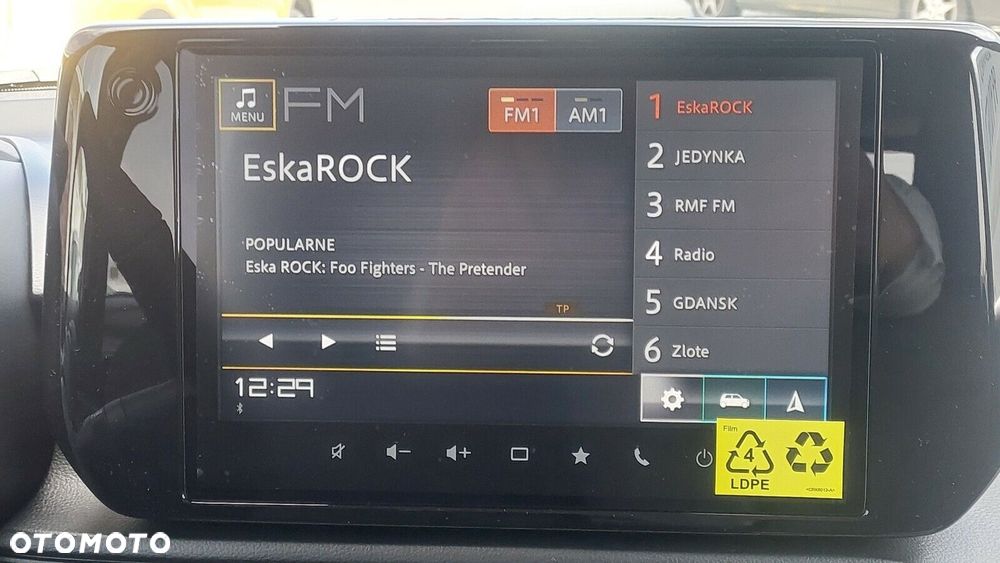 MENU
FM
FM1
AM1
EskaROCK
POPULARNE
Eska ROCK: Foo Fighters - The Pretender
TP
12:29
1 EskaROCK
2 JEDYNKA
3 RMF FM
4 Radio
5 GDANSK
6 Zlote
Film
4
LDPE
OTOMOTO